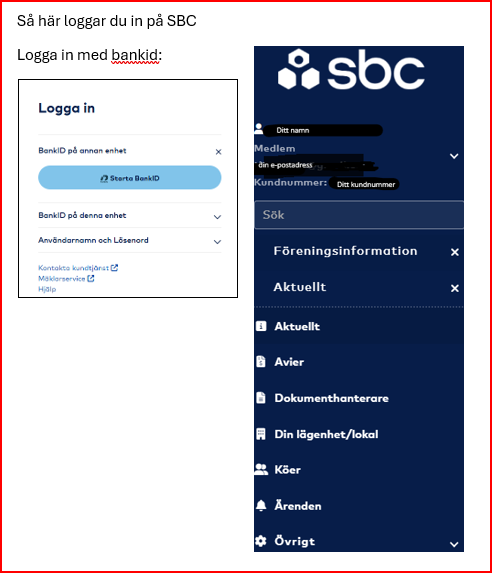 Så här loggar du in på SBC
Logga in med bankid:
Logga in
BankID på annan enhet
Starta BankID
BankID på denna enhet
Användarnamn och Lösenord
Kontakta kundtjänst
Mäklarservice
Hjälp
sbc
Ditt namn
Medlem
din e-postadress
Kundnummer: Ditt kundnummer
Sök
Föreningsinformation
Aktuellt
Aktuellt
Avier
Dokumenthanterare
Din lägenhet/lokal
Köer
Ärenden
Övrigt